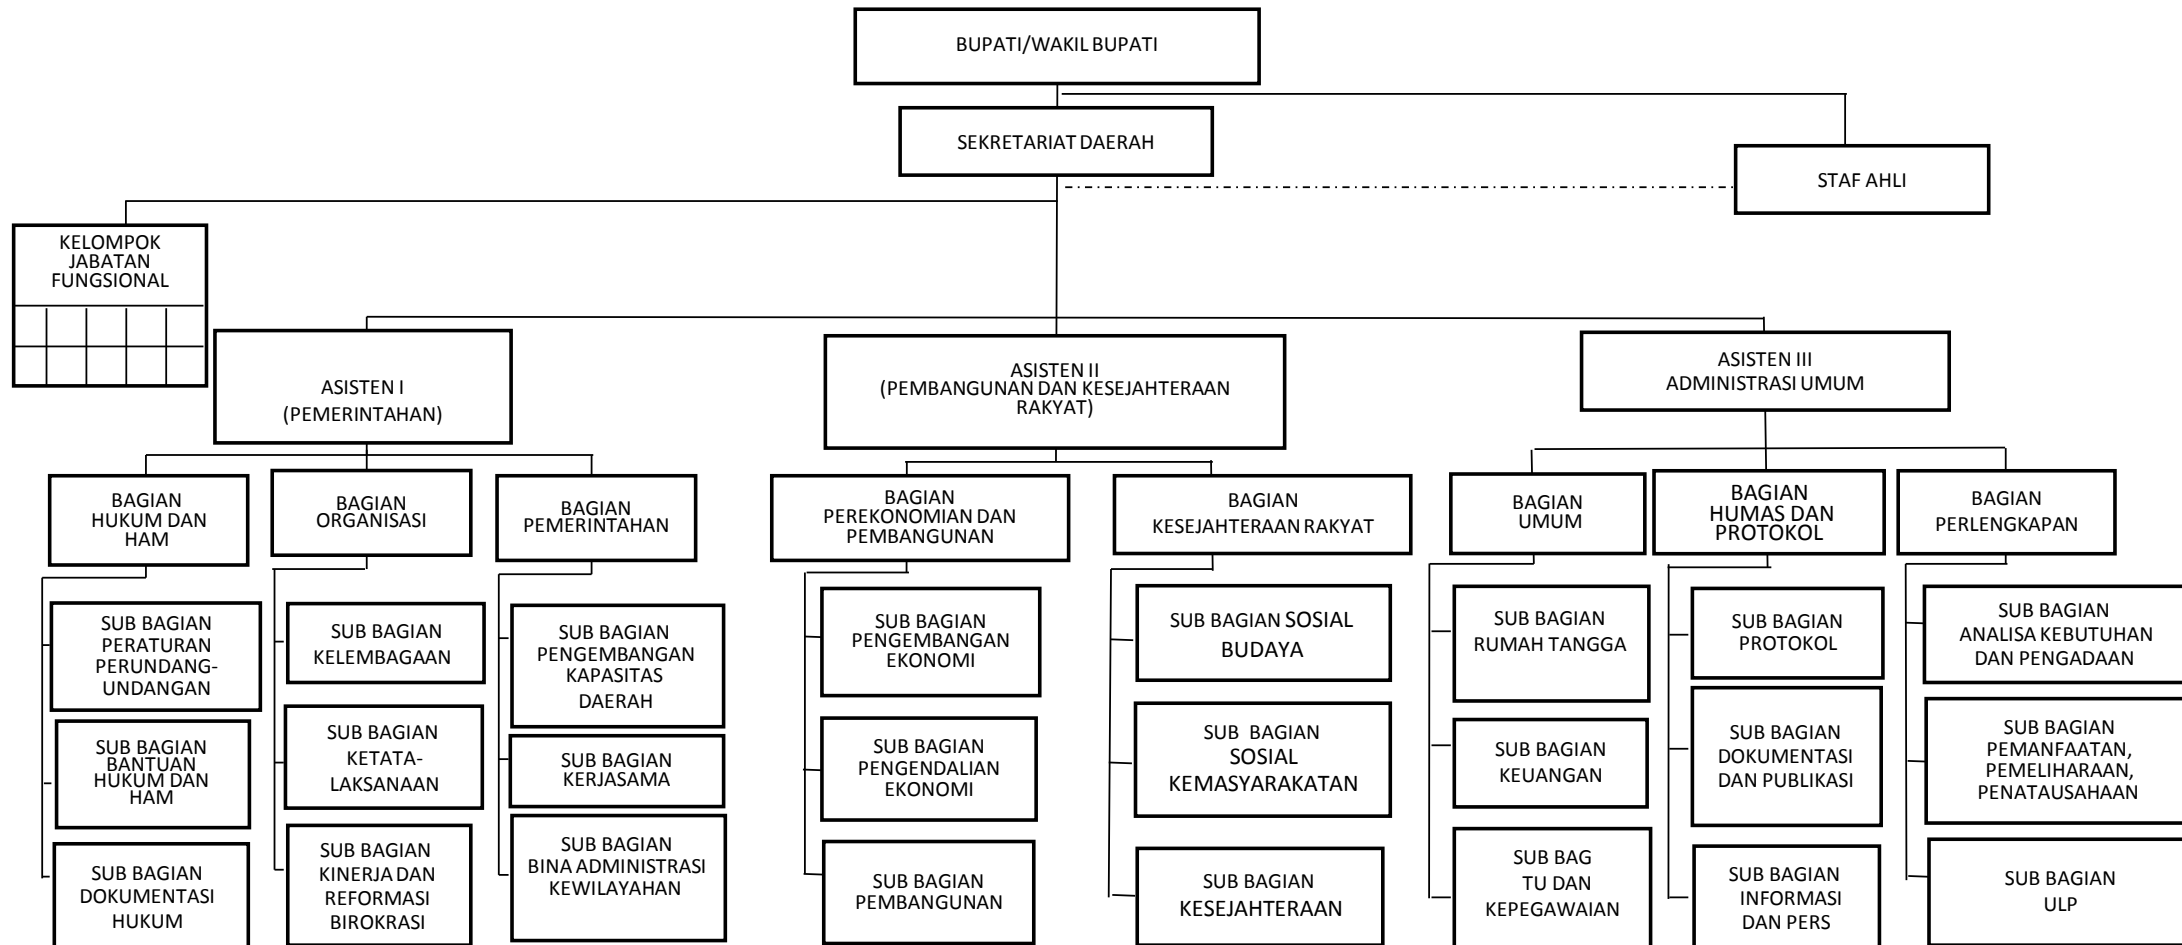 BUPATI/WAKIL BUPATI
SEKRETARIAT DAERAH
STAF AHLI
KELOMPOK
JABATAN
FUNGSIONAL
ASISTEN I
(PEMERINTAHAN)
ASISTEN II
(PEMBANGUNAN DAN KESEJAHTERAAN
RAKYAT)
ASISTEN III
ADMINISTRASI UMUM
BAGIAN
HUKUM DAN
HAM
BAGIAN
ORGANISASI
BAGIAN
PEMERINTAHAN
BAGIAN
PEREKONOMIAN DAN
PEMBANGUNAN
BAGIAN
KESEJAHTERAAN RAKYAT
BAGIAN
UMUM
BAGIAN
HUMAS DAN
PROTOKOL
BAGIAN
PERLENGKAPAN
SUB BAGIAN
PERATURAN
PERUNDANG-
UNDANGAN
SUB BAGIAN
KELEMBAGAAN
SUB BAGIAN
PENGEMBANGAN
KAPASITAS
DAERAH
SUB BAGIAN
PENGEMBANGAN
EKONOMI
SUB BAGIAN SOSIAL
BUDAYA
SUB BAGIAN
RUMAH TANGGA
SUB BAGIAN
PROTOKOL
SUB BAGIAN
ANALISA KEBUTUHAN
DAN PENGADAAN
SUB BAGIAN
BANTUAN
HUKUM DAN
HAM
SUB BAGIAN
KETATA-
LAKSANAAN
SUB BAGIAN
KERJASAMA
SUB BAGIAN
PENGENDALIAN
EKONOMI
SUB BAGIAN
SOSIAL
KEMASYARAKATAN
SUB BAGIAN
KEUANGAN
SUB BAGIAN
DOKUMENTASI
DAN PUBLIKASI
SUB BAGIAN
PEMANFAATAN,
PEMELIHARAAN,
PENATAUSAHAAN
SUB BAGIAN
DOKUMENTASI
HUKUM
SUB BAGIAN
KINERJA DAN
REFORMASI
BIROKRASI
SUB BAGIAN
BINA ADMINISTRASI
KEWILAYAHAN
SUB BAGIAN
PEMBANGUNAN
SUB BAGIAN
KESEJAHTERAAN
SUB BAG
TU DAN
KEPEGAWAIAN
SUB BAGIAN
INFORMASI
DAN PERS
SUB BAGIAN
ULP